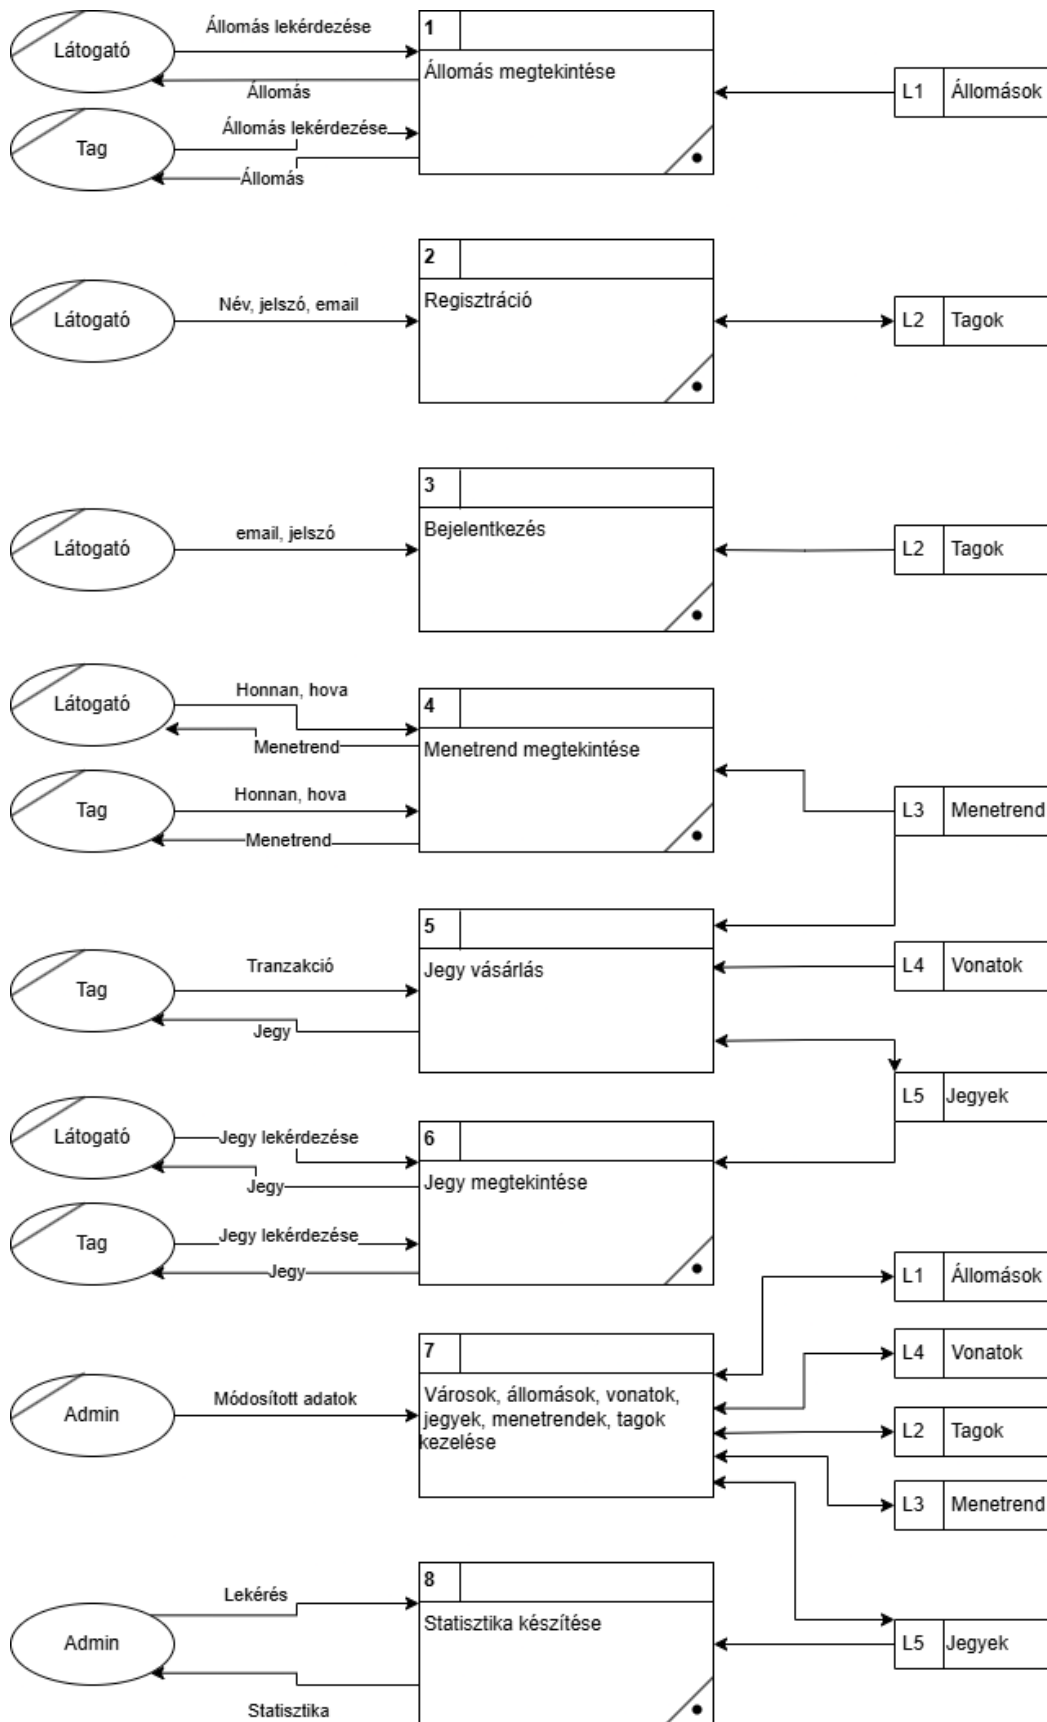 Látogató
Állomás lekérdezése
Állomás
Tag
Állomás lekérdezése
Állomás
1
Állomás megtekintése
L1 Állomások
Látogató
Név, jelszó, email
2
Regisztráció
L2 Tagok
Látogató
email, jelszó
3
Bejelentkezés
L2 Tagok
Látogató
Honnan, hova
Menetrend
Tag
Honnan, hova
Menetrend
4
Menetrend megtekintése
L3 Menetrend
Tag
Tranzakció
Jegy
5
Jegy vásárlás
L4 Vonatok
L5 Jegyek
Látogató
Jegy lekérdezése
Jegy
Tag
Jegy lekérdezése
Jegy
6
Jegy megtekintése
Admin
Módosított adatok
7
Városok, állomások, vonatok,
jegyek, menetrendek, tagok
kezelése
L1 Állomások
L4 Vonatok
L2 Tagok
L3 Menetrend
Admin
Lekérés
Statisztika
8
Statisztika készítése
L5 Jegyek